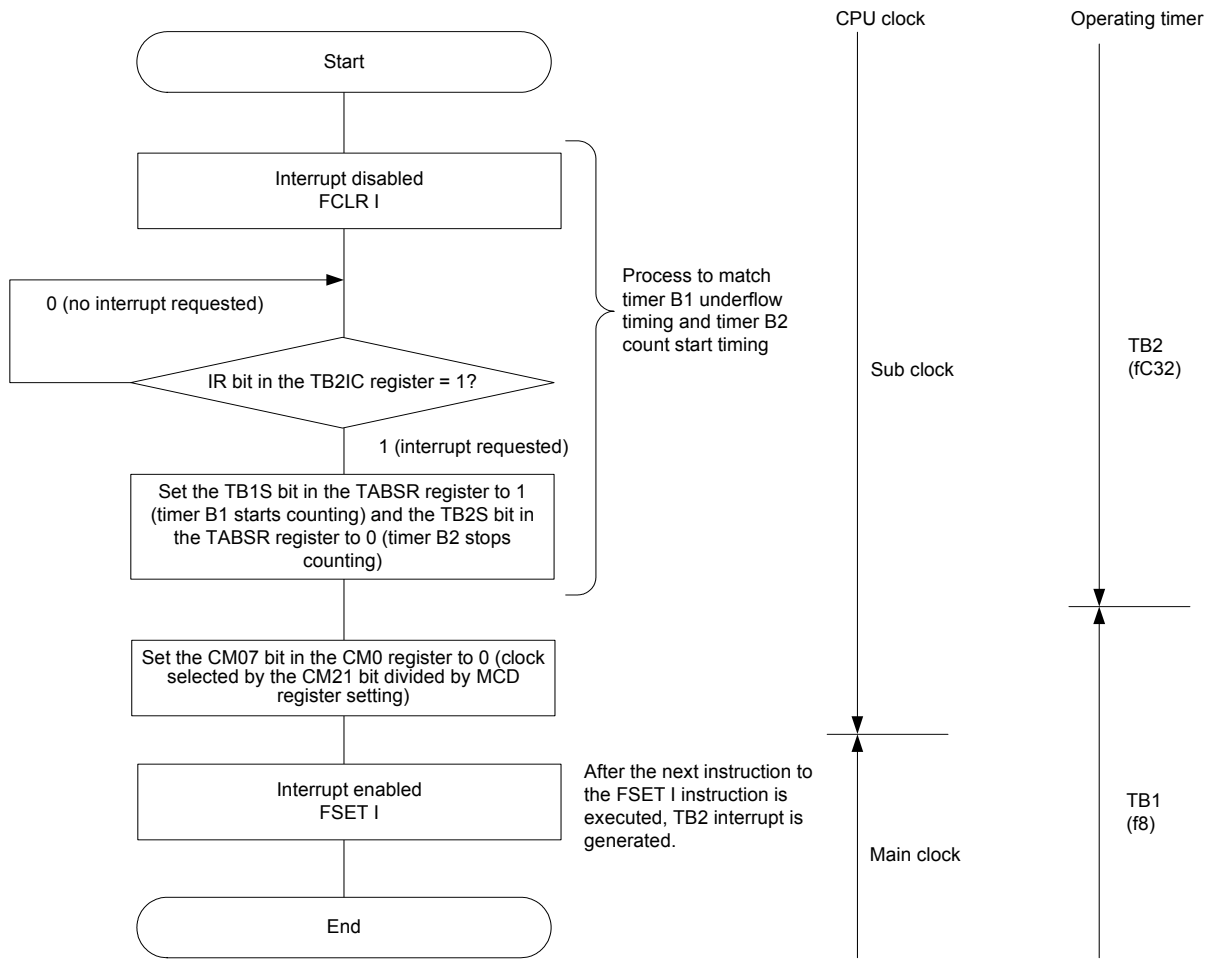 CPU clock
Operating timer
Start
Interrupt disabled
FCLR I
0 (no interrupt requested)
Process to match
timer B1 underflow
timing and timer B2
count start timing
IR bit in the TB2IC register = 1?
1 (interrupt requested)
Sub clock
TB2
(fC32)
Set the TB1S bit in the TABSR register to 1
(timer B1 starts counting) and the TB2S bit in
the TABSR register to 0 (timer B2 stops
counting)
Set the CM07 bit in the CM0 register to 0 (clock
selected by the CM21 bit divided by MCD
register setting)
Interrupt enabled
FSET I
After the next instruction to
the FSET I instruction is
executed, TB2 interrupt is
generated.
Main clock
TB1
(f8)
End